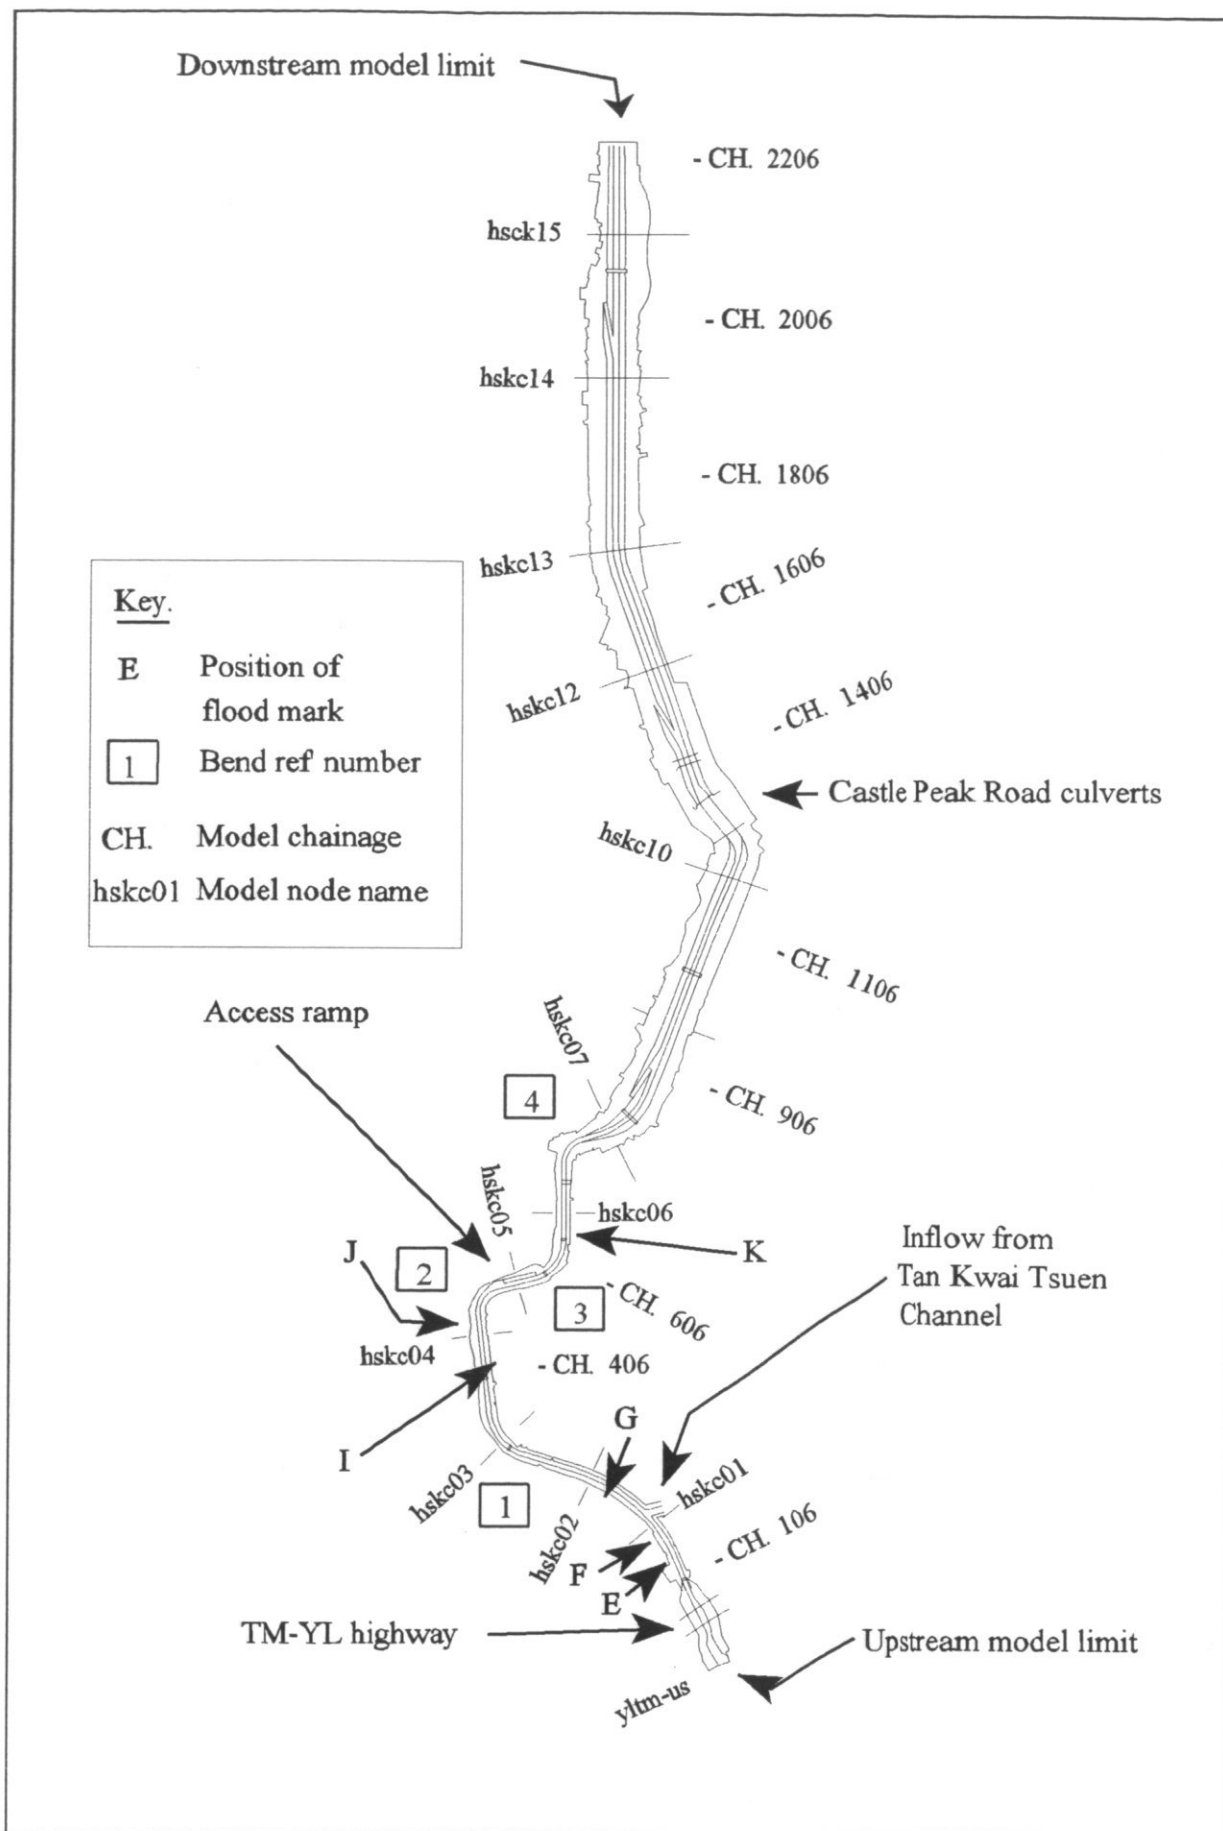 Downstream model limit
- CH. 2206
hsck15
- CH. 2006
hskc14
- CH. 1806
hskc13
- CH. 1606
Key.
E Position of
flood mark
1 Bend ref number
CH. Model chainage
hskc01 Model node name
hskc12
- CH. 1406
Castle Peak Road culverts
hskc10
- CH. 1106
Access ramp
hskc07
4
- CH. 906
hskc05
hskc06
K
J
2
3
- CH. 606
Inflow from
Tan Kwai Tsuen
Channel
hskc04
- CH. 406
I
G
hskc03
1
hskc02
hskc01
- CH. 106
F
E
TM-YL highway
Upstream model limit
yltm-us